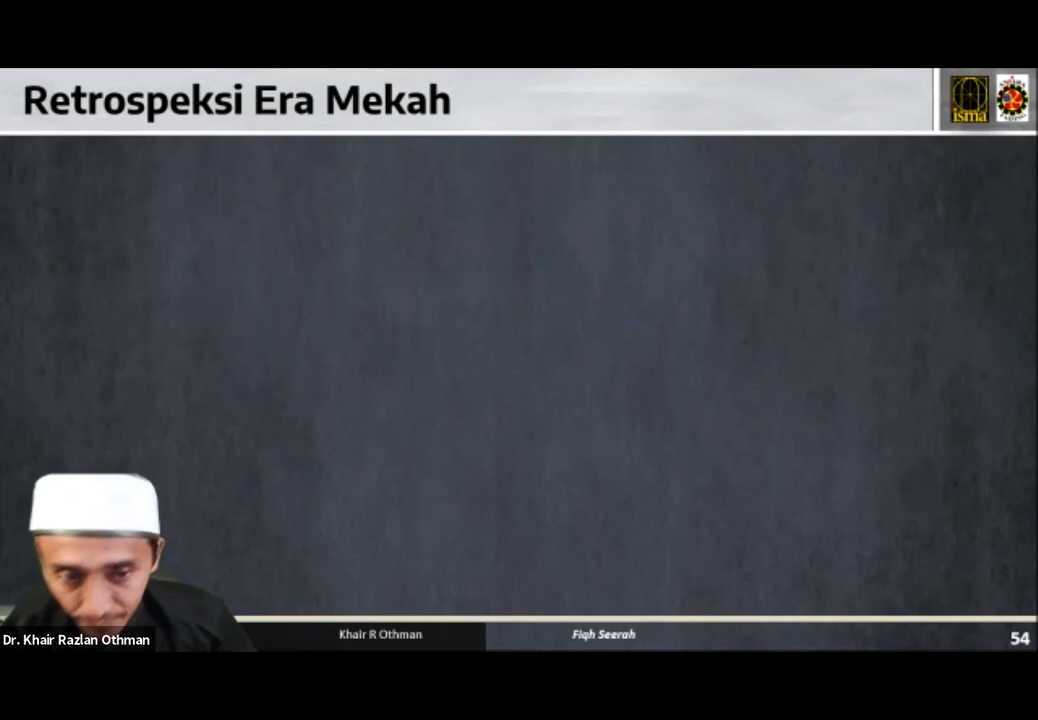 Retrospeksi Era Mekah
isma
Dr. Khair Razlan Othman
Khair R Othman
Fiqh Seerah
54